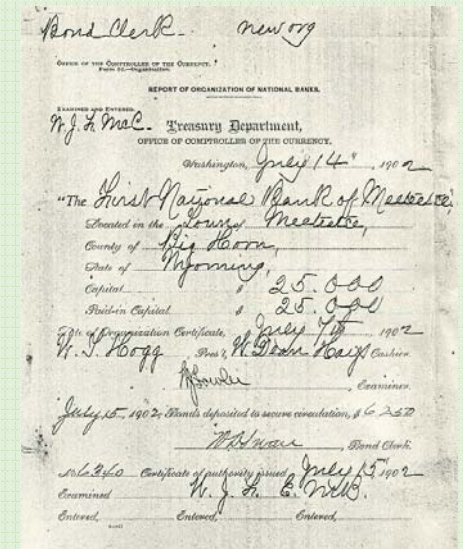 Bond Clerk. new org
OFFICE OF THE COMPTROLLER OF THE CURRENCY.
Form 52.—Organization.
REPORT OF ORGANIZATION OF NATIONAL BANKS.
EXAMINED AND ENTERED.
W. J. F. McC. Treasury Department,
OFFICE OF COMPTROLLER OF THE CURRENCY.
Washington, July 14", 1902
"The First National Bank of Meeteetse,"
Located in the Town of Meeteetse,
County of Big Horn,
State of Wyoming,
Capital $ 25.000
Paid-in Capital $ 25.000
Date of Organization Certificate, July 7th 1902
Pres't, W. Dean Hays Cashier.
Examiner.
July 15, 1902, Bonds deposited to secure circulation, $ 6250
Bond Clerk.
No. 6340 Certificate of authority issued July 15, 1902
Examined
Entered, Entered, Entered,